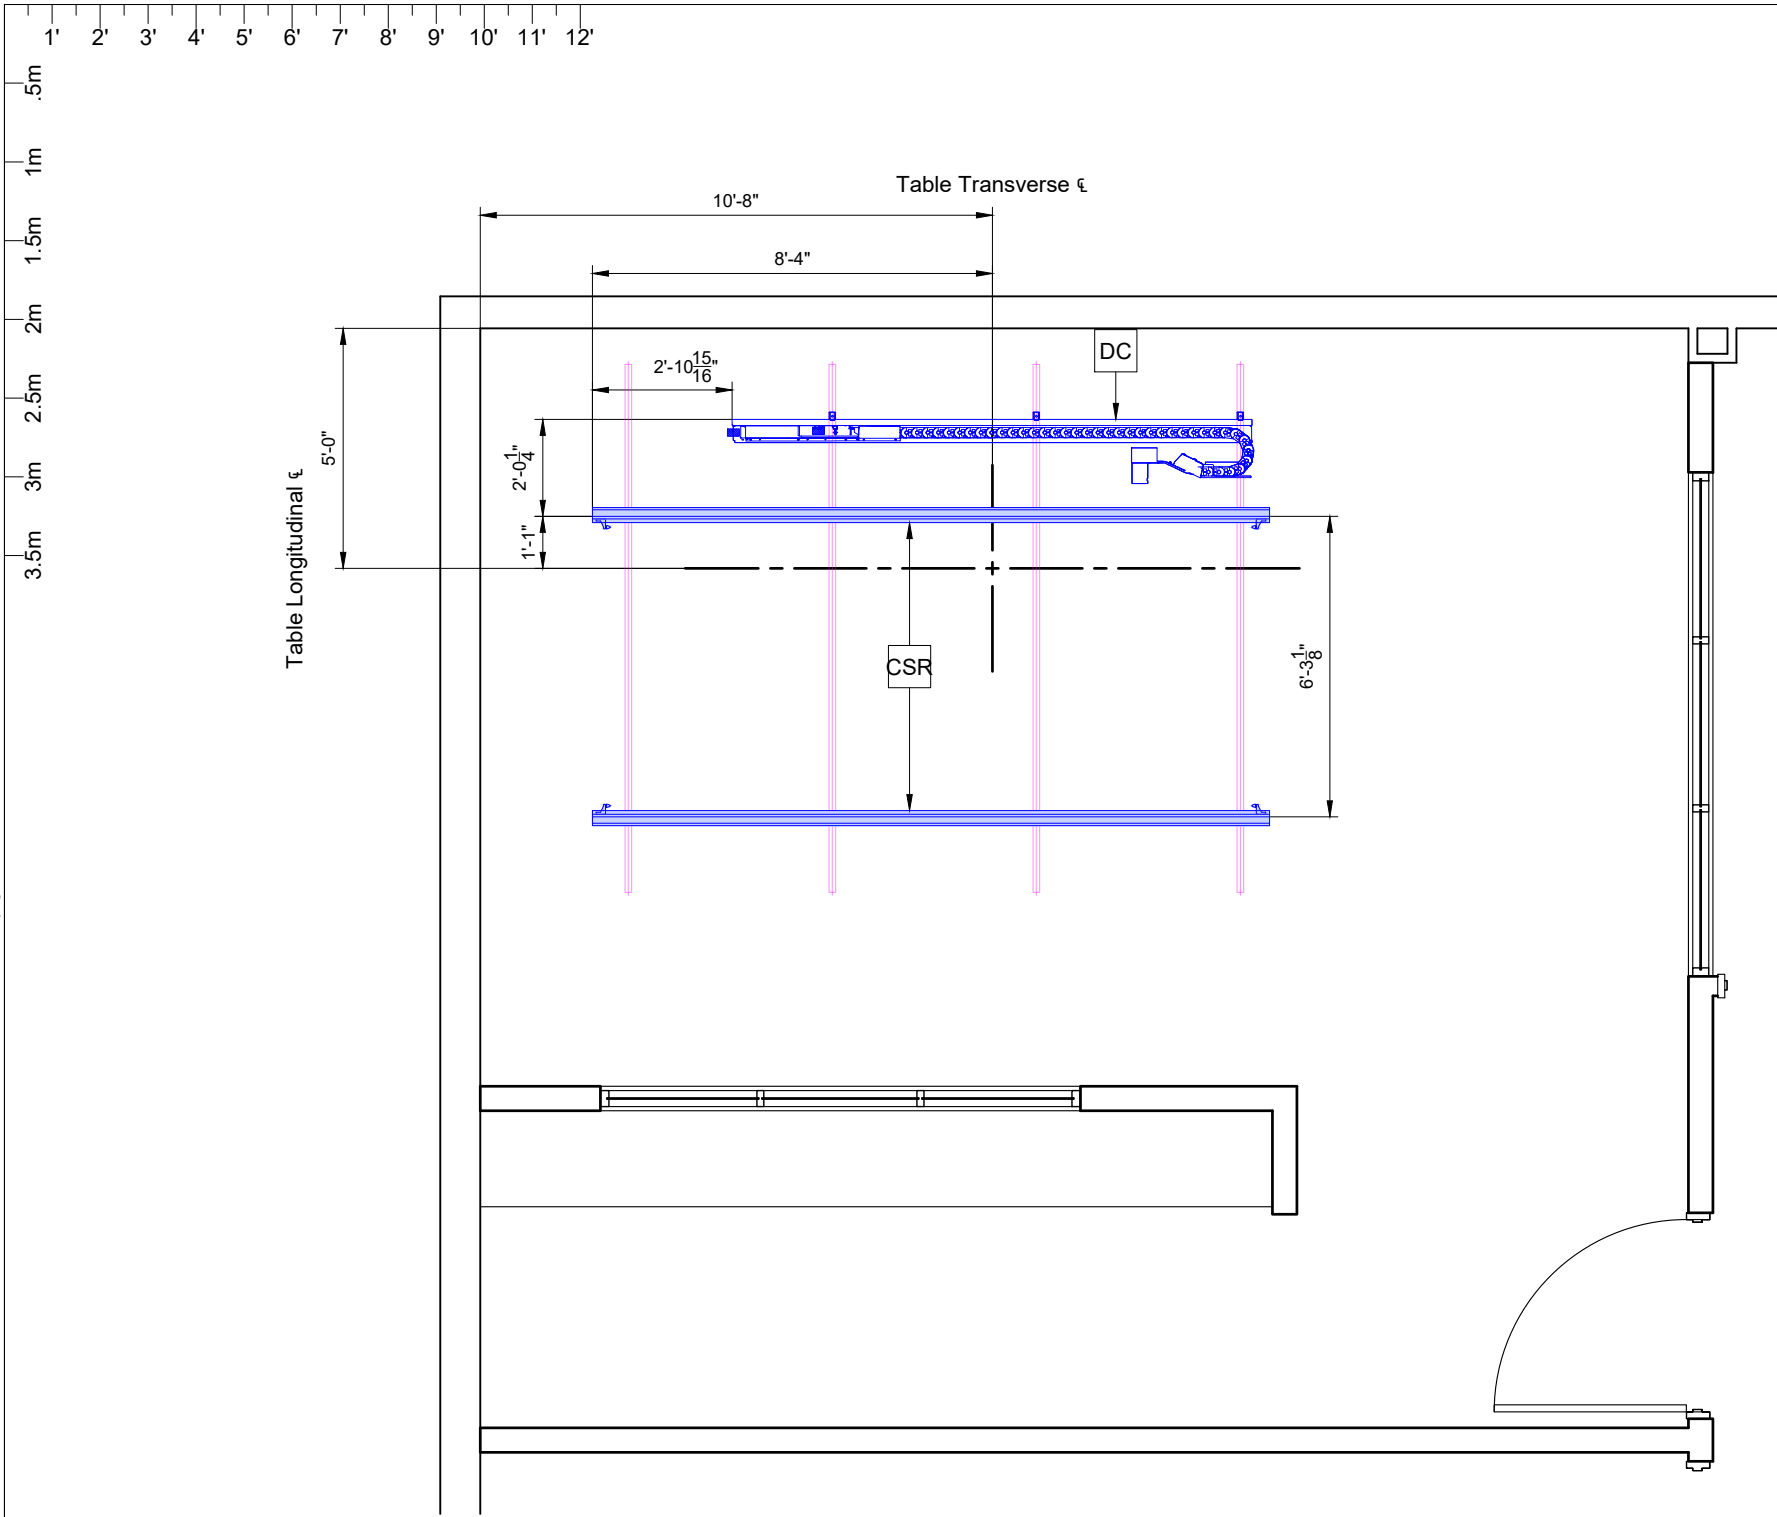 1' 2' 3' 4' 5' 6' 7' 8' 9' 10' 11' 12'
.5m
1m
1.5m
2m
2.5m
3m
3.5m
Table Transverse ℄
10'-8"
8'-4"
DC
2'-10 15/16"
5'-0"
2'-0 1/4"
1'-1"
Table Longitudinal ℄
CSR
6'-3 1/8"